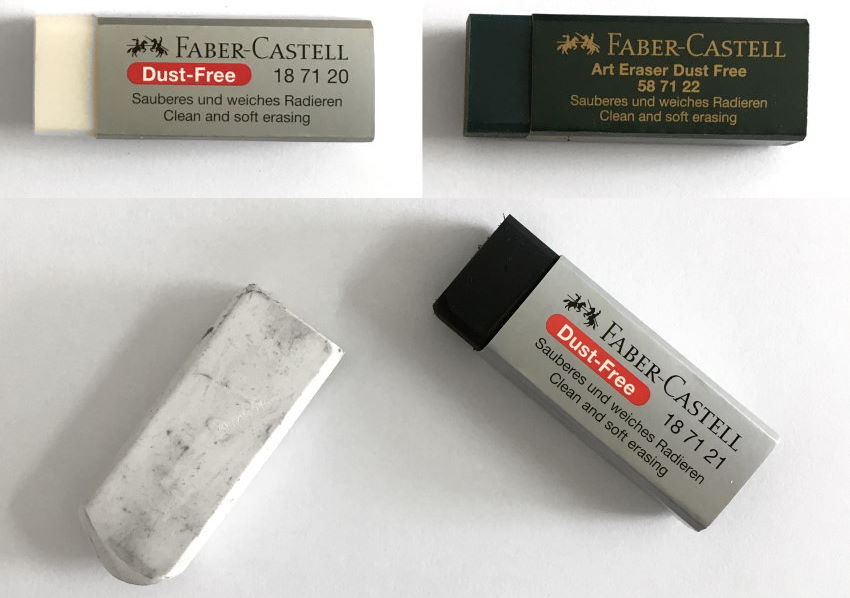 FABER-CASTELL
Dust-Free 18 71 20
Sauberes und weiches Radieren
Clean and soft erasing
FABER-CASTELL
Art Eraser Dust Free
58 71 22
Sauberes und weiches Radieren
Clean and soft erasing
FABER-CASTELL
Dust-Free 18 71 21
Sauberes und weiches Radieren
Clean and soft erasing